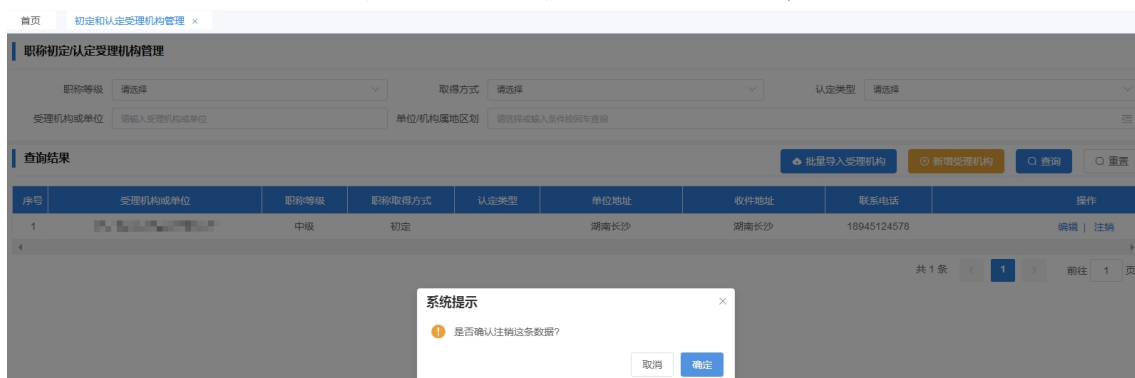 首页 初定和认定受理机构管理 ×
职称初定/认定受理机构管理
职称等级 请选择 取得方式 请选择 认定类型 请选择
受理机构或单位 请输入受理机构或单位 单位/机构属地区划 请选择或输入条件按回车查询
查询结果 批量导入受理机构 新增受理机构 查询 重置
序号 受理机构或单位 职称等级 职称取得方式 认定类型 单位地址 收件地址 联系电话 操作
1 中级 初定 湖南长沙 湖南长沙 18945124578 编辑 | 注销
共 1 条 < 1 > 前往 1 页
系统提示 ×
是否确认注销这条数据?
取消 确定